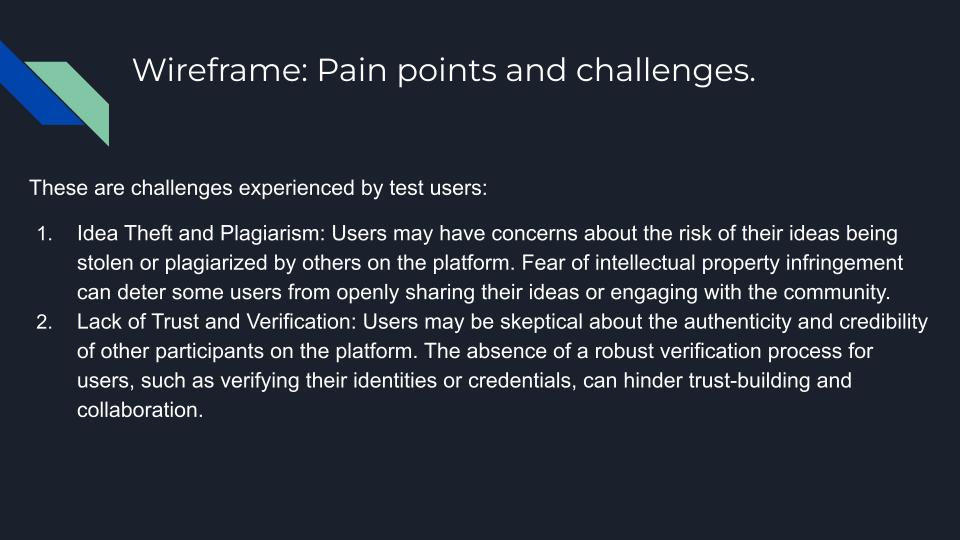 Wireframe: Pain points and challenges.
These are challenges experienced by test users:
1. Idea Theft and Plagiarism: Users may have concerns about the risk of their ideas being
stolen or plagiarized by others on the platform. Fear of intellectual property infringement
can deter some users from openly sharing their ideas or engaging with the community.
2. Lack of Trust and Verification: Users may be skeptical about the authenticity and credibility
of other participants on the platform. The absence of a robust verification process for
users, such as verifying their identities or credentials, can hinder trust-building and
collaboration.